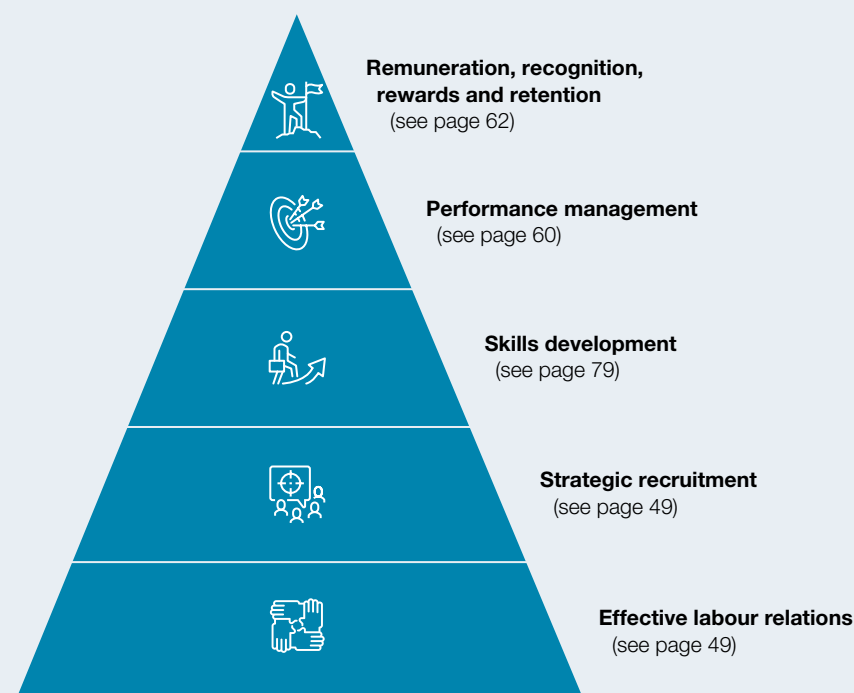 Remuneration, recognition,
rewards and retention
(see page 62)
Performance management
(see page 60)
Skills development
(see page 79)
Strategic recruitment
(see page 49)
Effective labour relations
(see page 49)